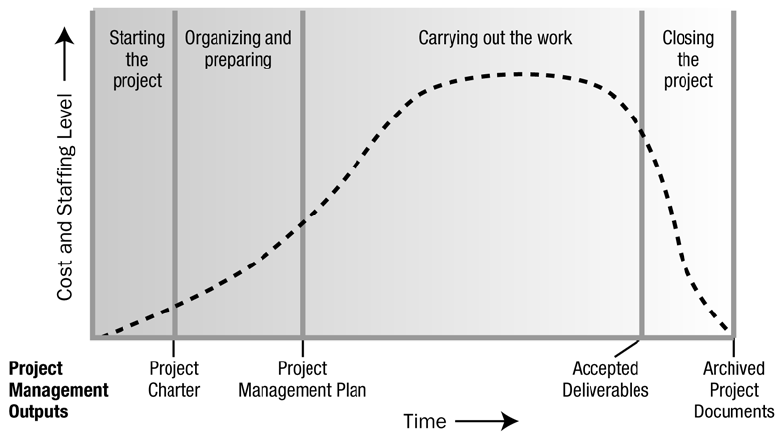 Starting
the
project
Organizing and
preparing
Carrying out the work
Closing
the
project
Cost and Staffing Level
Project
Management
Outputs
Project
Charter
Project
Management Plan
Accepted
Deliverables
Archived
Project
Documents
Time